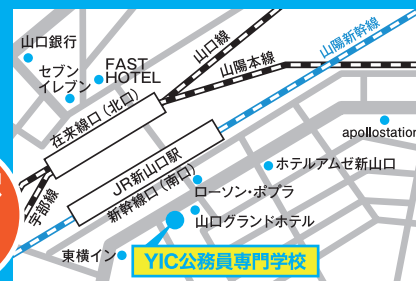 山口銀行
セブン
イレブン
FAST
HOTEL
山口線
山陽本線
山陽新幹線
在来線口(北口)
宇部線
JR新山口駅
新幹線口(南口)
apollostation
ホテルアムゼ新山口
ローソン・ポプラ
山口グランドホテル
東横イン
YIC公務員専門学校